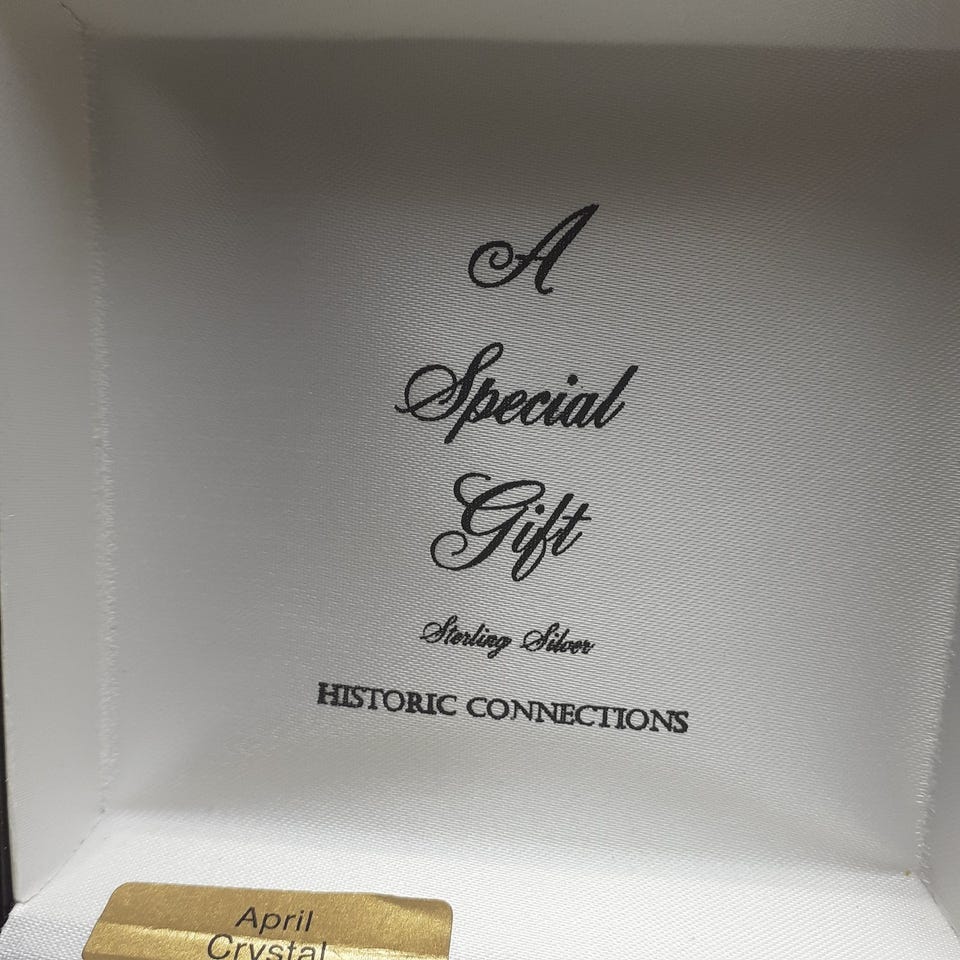 A
Special
Gift
Sterling Silver
HISTORIC CONNECTIONS
April
Crystal